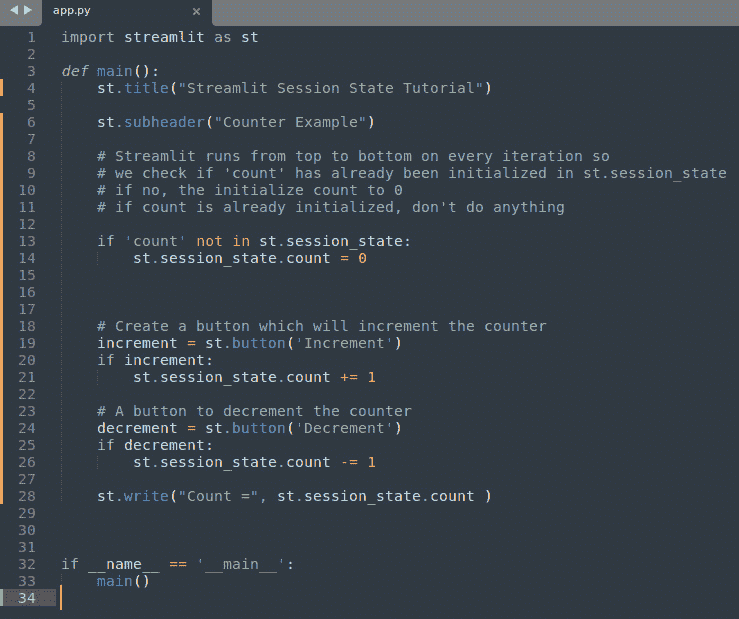 app.py ×
1 import streamlit as st
2
3 def main():
4     st.title("Streamlit Session State Tutorial")
5
6     st.subheader("Counter Example")
7
8     # Streamlit runs from top to bottom on every iteration so
9     # we check if 'count' has already been initialized in st.session_state
10     # if no, the initialize count to 0
11     # if count is already initialized, don't do anything
12
13     if 'count' not in st.session_state:
14         st.session_state.count = 0
15
16
17
18     # Create a button which will increment the counter
19     increment = st.button('Increment')
20     if increment:
21         st.session_state.count += 1
22
23     # A button to decrement the counter
24     decrement = st.button('Decrement')
25     if decrement:
26         st.session_state.count -= 1
27
28     st.write("Count =", st.session_state.count )
29
30
31
32 if __name__ == '__main__':
33     main()
34